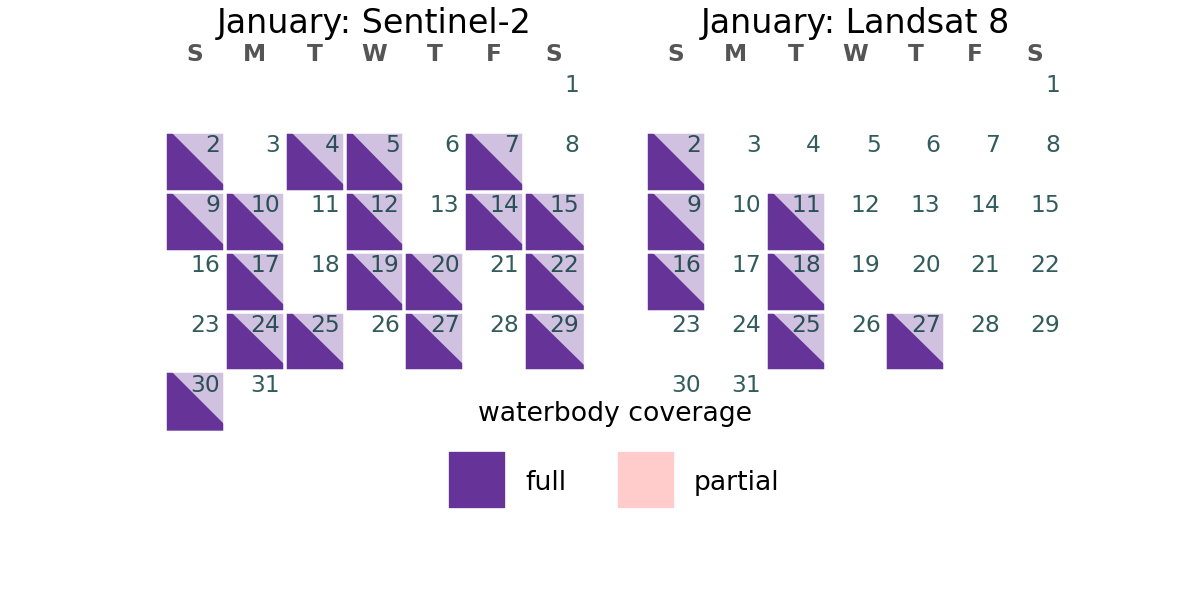 January: Sentinel-2
S M T W T F S
1
2 3 4 5 6 7 8
9 10 11 12 13 14 15
16 17 18 19 20 21 22
23 24 25 26 27 28 29
30 31
January: Landsat 8
S M T W T F S
1
2 3 4 5 6 7 8
9 10 11 12 13 14 15
16 17 18 19 20 21 22
23 24 25 26 27 28 29
30 31
waterbody coverage
full partial